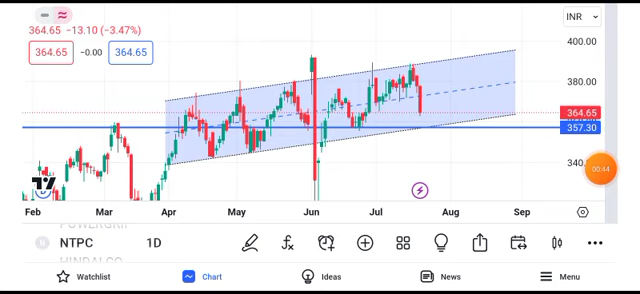 364.65 −13.10 (−3.47%)
INR
364.65 −0.00 364.65
400.00
380.00
364.65
357.30
340.
00:44
Feb Mar Apr May Jun Jul Aug Sep
POWERGRID
N NTPC 1D
HINDALCO
Watchlist Chart Ideas News Menu